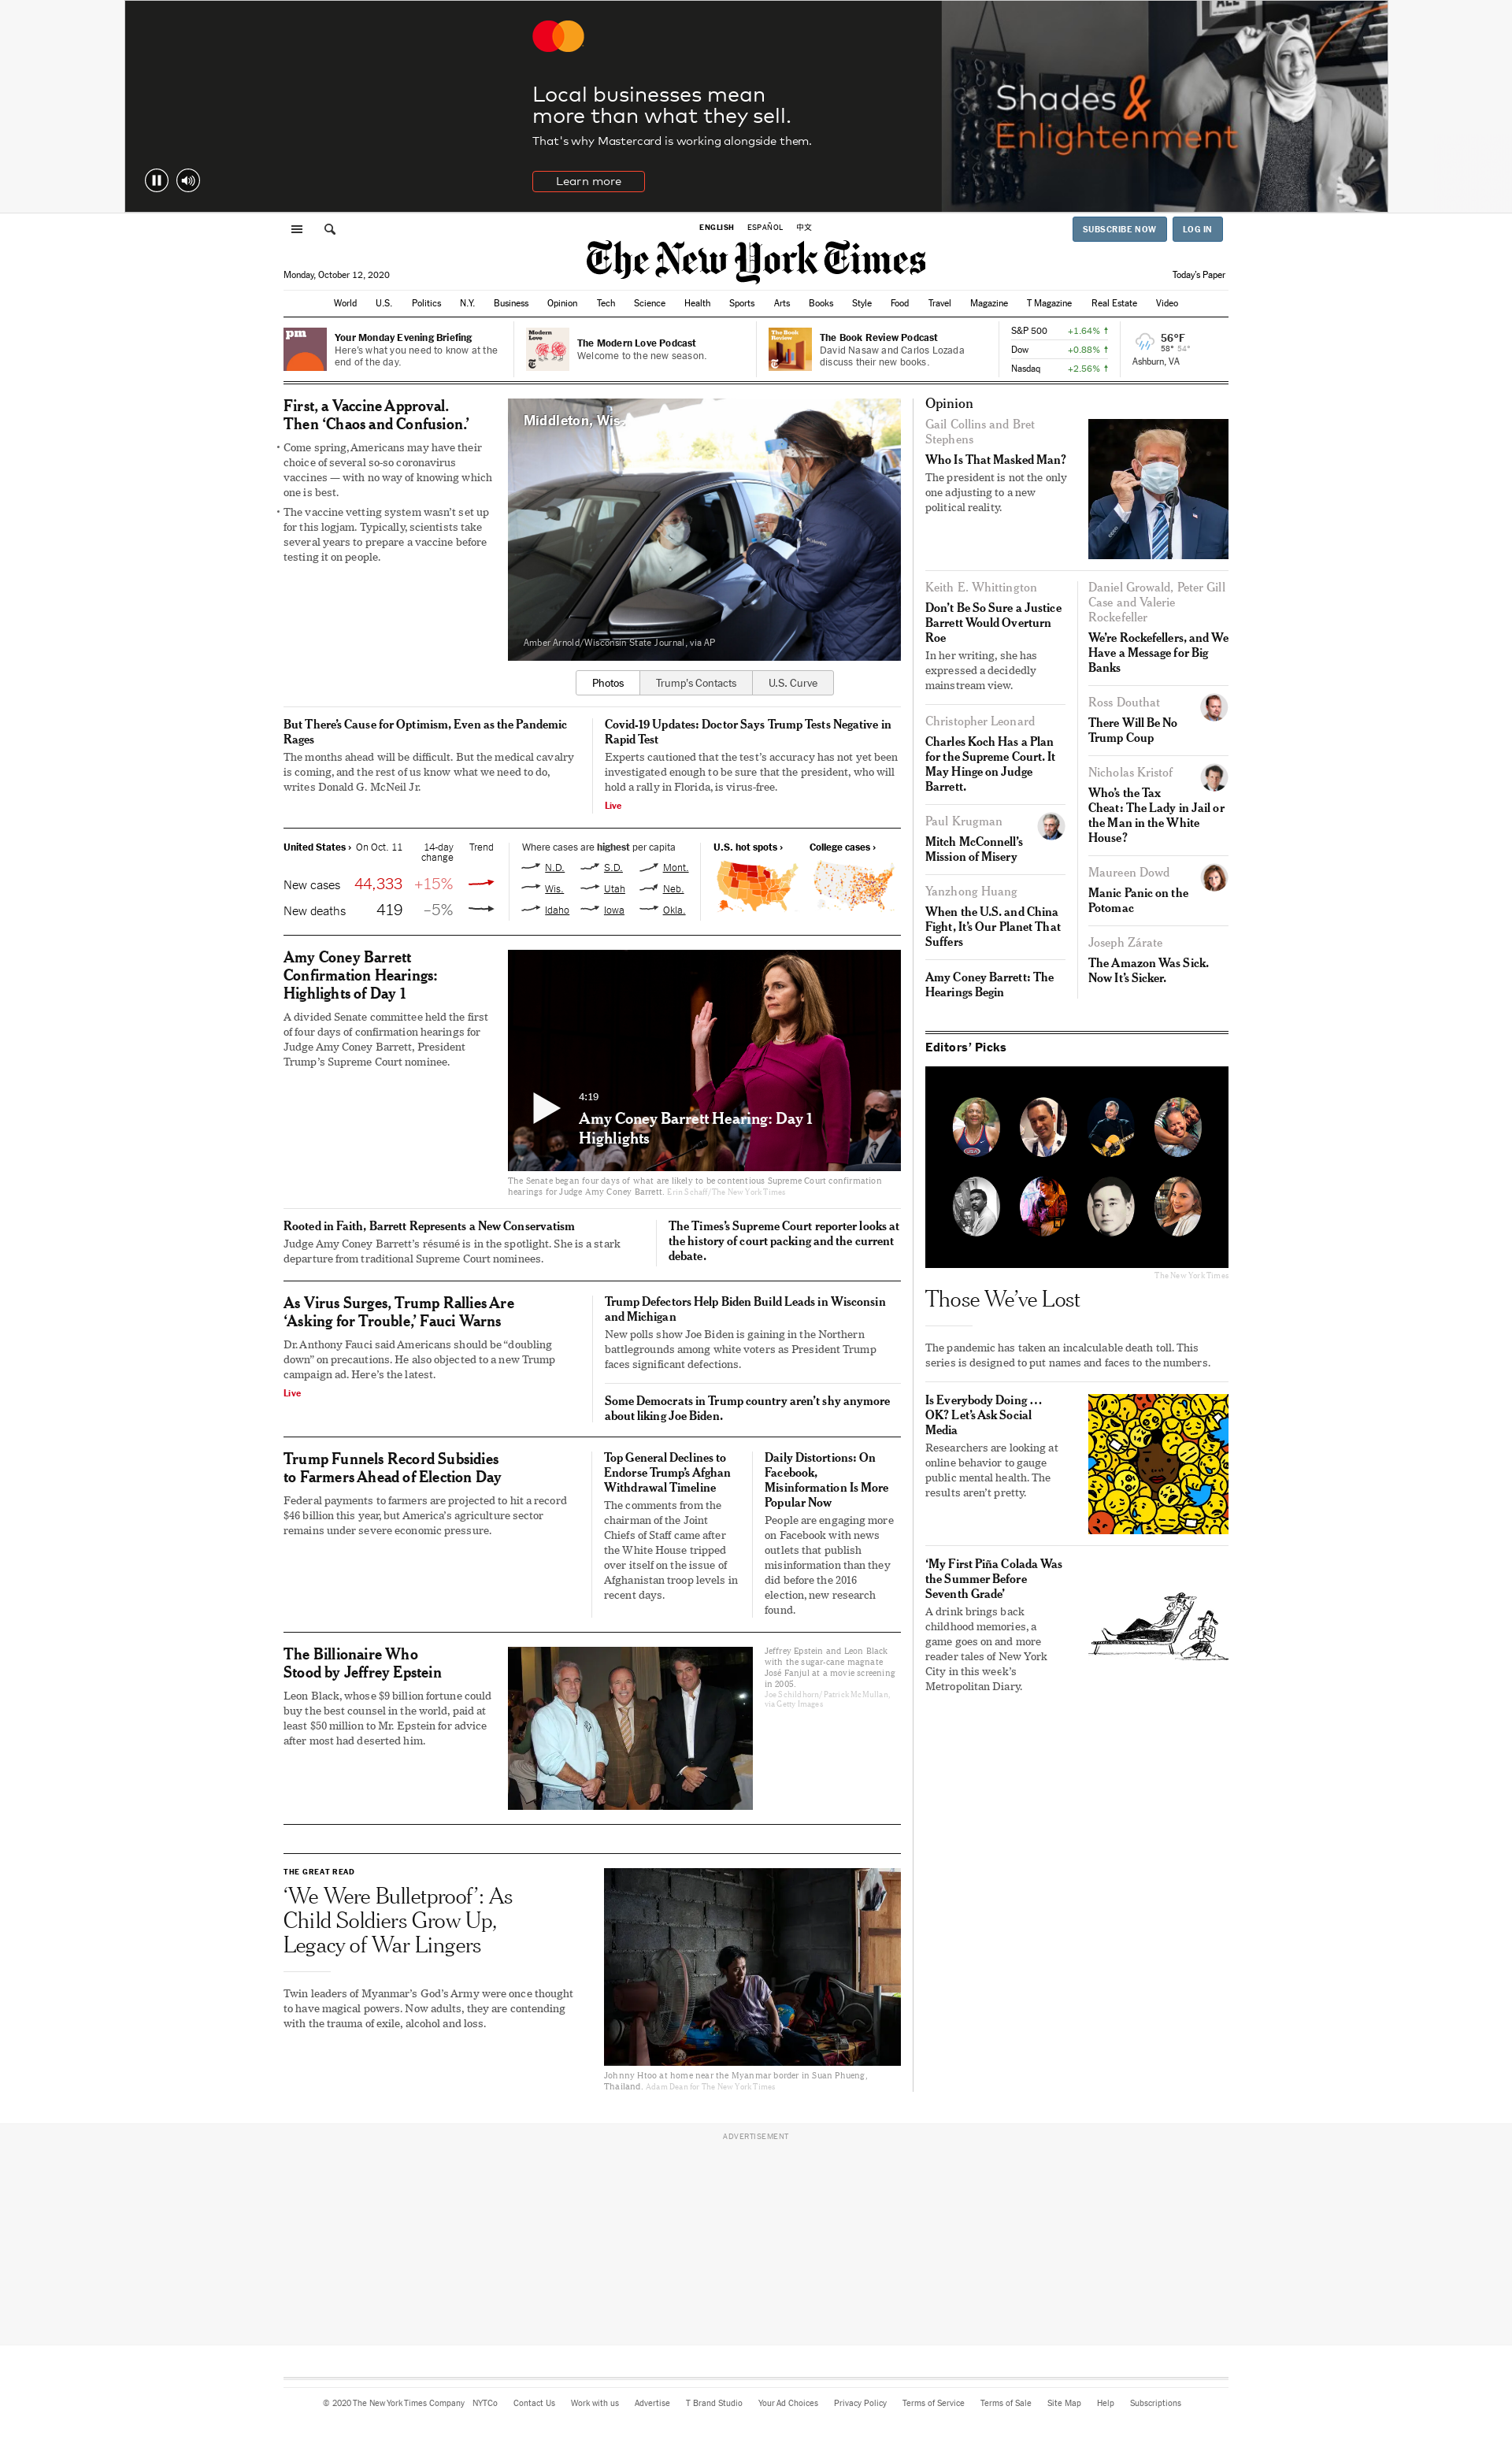 ALL
Local businesses mean
more than what they sell.
That's why Mastercard is working alongside them.
Learn more
Shades &
Enlightenment
ENGLISH ESPAÑOL 中文
SUBSCRIBE NOW LOG IN
The New York Times
Monday, October 12, 2020
Today's Paper
World U.S. Politics N.Y. Business Opinion Tech Science Health Sports Arts Books Style Food Travel Magazine T Magazine Real Estate Video
pm
Your Monday Evening Briefing
Here's what you need to know at the
end of the day.
Modern
Love
The Modern Love Podcast
Welcome to the new season.
The Book
Review
The Book Review Podcast
David Nasaw and Carlos Lozada
discuss their new books.
S&P 500 +1.64% ↑
Dow +0.88% ↑
Nasdaq +2.56% ↑
56°F
58° 54°
Ashburn, VA
First, a Vaccine Approval.
Then ‘Chaos and Confusion.’
• Come spring, Americans may have their
choice of several so-so coronavirus
vaccines — with no way of knowing which
one is best.
• The vaccine vetting system wasn't set up
for this logjam. Typically, scientists take
several years to prepare a vaccine before
testing it on people.
Middleton, Wis.
Amber Arnold/Wisconsin State Journal, via AP
Photos Trump's Contacts U.S. Curve
But There's Cause for Optimism, Even as the Pandemic
Rages
The months ahead will be difficult. But the medical cavalry
is coming, and the rest of us know what we need to do,
writes Donald G. McNeil Jr.
Covid-19 Updates: Doctor Says Trump Tests Negative in
Rapid Test
Experts cautioned that the test's accuracy has not yet been
investigated enough to be sure that the president, who will
hold a rally in Florida, is virus-free.
Live
United States › On Oct. 11 14-day
change Trend
New cases 44,333 +15%
New deaths 419 –5%
Where cases are highest per capita
N.D. S.D. Mont.
Wis. Utah Neb.
Idaho Iowa Okla.
U.S. hot spots ›
College cases ›
Amy Coney Barrett
Confirmation Hearings:
Highlights of Day 1
A divided Senate committee held the first
of four days of confirmation hearings for
Judge Amy Coney Barrett, President
Trump's Supreme Court nominee.
4:19
Amy Coney Barrett Hearing: Day 1
Highlights
The Senate began four days of what are likely to be contentious Supreme Court confirmation
hearings for Judge Amy Coney Barrett. Erin Schaff/The New York Times
Rooted in Faith, Barrett Represents a New Conservatism
Judge Amy Coney Barrett's résumé is in the spotlight. She is a stark
departure from traditional Supreme Court nominees.
The Times's Supreme Court reporter looks at
the history of court packing and the current
debate.
As Virus Surges, Trump Rallies Are
‘Asking for Trouble,’ Fauci Warns
Dr. Anthony Fauci said Americans should be “doubling
down” on precautions. He also objected to a new Trump
campaign ad. Here's the latest.
Live
Trump Defectors Help Biden Build Leads in Wisconsin
and Michigan
New polls show Joe Biden is gaining in the Northern
battlegrounds among white voters as President Trump
faces significant defections.
Some Democrats in Trump country aren't shy anymore
about liking Joe Biden.
Trump Funnels Record Subsidies
to Farmers Ahead of Election Day
Federal payments to farmers are projected to hit a record
$46 billion this year, but America's agriculture sector
remains under severe economic pressure.
Top General Declines to
Endorse Trump's Afghan
Withdrawal Timeline
The comments from the
chairman of the Joint
Chiefs of Staff came after
the White House tripped
over itself on the issue of
Afghanistan troop levels in
recent days.
Daily Distortions: On
Facebook,
Misinformation Is More
Popular Now
People are engaging more
on Facebook with news
outlets that publish
misinformation than they
did before the 2016
election, new research
found.
The Billionaire Who
Stood by Jeffrey Epstein
Leon Black, whose $9 billion fortune could
buy the best counsel in the world, paid at
least $50 million to Mr. Epstein for advice
after most had deserted him.
Jeffrey Epstein and Leon Black
with the sugar-cane magnate
José Fanjul at a movie screening
in 2005.
Joe Schildhorn/Patrick McMullan,
via Getty Images
THE GREAT READ
‘We Were Bulletproof’: As
Child Soldiers Grow Up,
Legacy of War Lingers
Twin leaders of Myanmar's God's Army were once thought
to have magical powers. Now adults, they are contending
with the trauma of exile, alcohol and loss.
Johnny Htoo at home near the Myanmar border in Suan Phueng,
Thailand. Adam Dean for The New York Times
Opinion
Gail Collins and Bret
Stephens
Who Is That Masked Man?
The president is not the only
one adjusting to a new
political reality.
Keith E. Whittington
Don't Be So Sure a Justice
Barrett Would Overturn
Roe
In her writing, she has
expressed a decidedly
mainstream view.
Christopher Leonard
Charles Koch Has a Plan
for the Supreme Court. It
May Hinge on Judge
Barrett.
Paul Krugman
Mitch McConnell's
Mission of Misery
Yanzhong Huang
When the U.S. and China
Fight, It's Our Planet That
Suffers
Amy Coney Barrett: The
Hearings Begin
Daniel Growald, Peter Gill
Case and Valerie
Rockefeller
We're Rockefellers, and We
Have a Message for Big
Banks
Ross Douthat
There Will Be No
Trump Coup
Nicholas Kristof
Who's the Tax
Cheat: The Lady in Jail or
the Man in the White
House?
Maureen Dowd
Manic Panic on the
Potomac
Joseph Zárate
The Amazon Was Sick.
Now It's Sicker.
Editors' Picks
The New York Times
Those We've Lost
The pandemic has taken an incalculable death toll. This
series is designed to put names and faces to the numbers.
Is Everybody Doing …
OK? Let's Ask Social
Media
Researchers are looking at
online behavior to gauge
public mental health. The
results aren't pretty.
‘My First Piña Colada Was
the Summer Before
Seventh Grade’
A drink brings back
childhood memories, a
game goes on and more
reader tales of New York
City in this week's
Metropolitan Diary.
ADVERTISEMENT
© 2020 The New York Times Company NYTCo Contact Us Work with us Advertise T Brand Studio Your Ad Choices Privacy Policy Terms of Service Terms of Sale Site Map Help Subscriptions